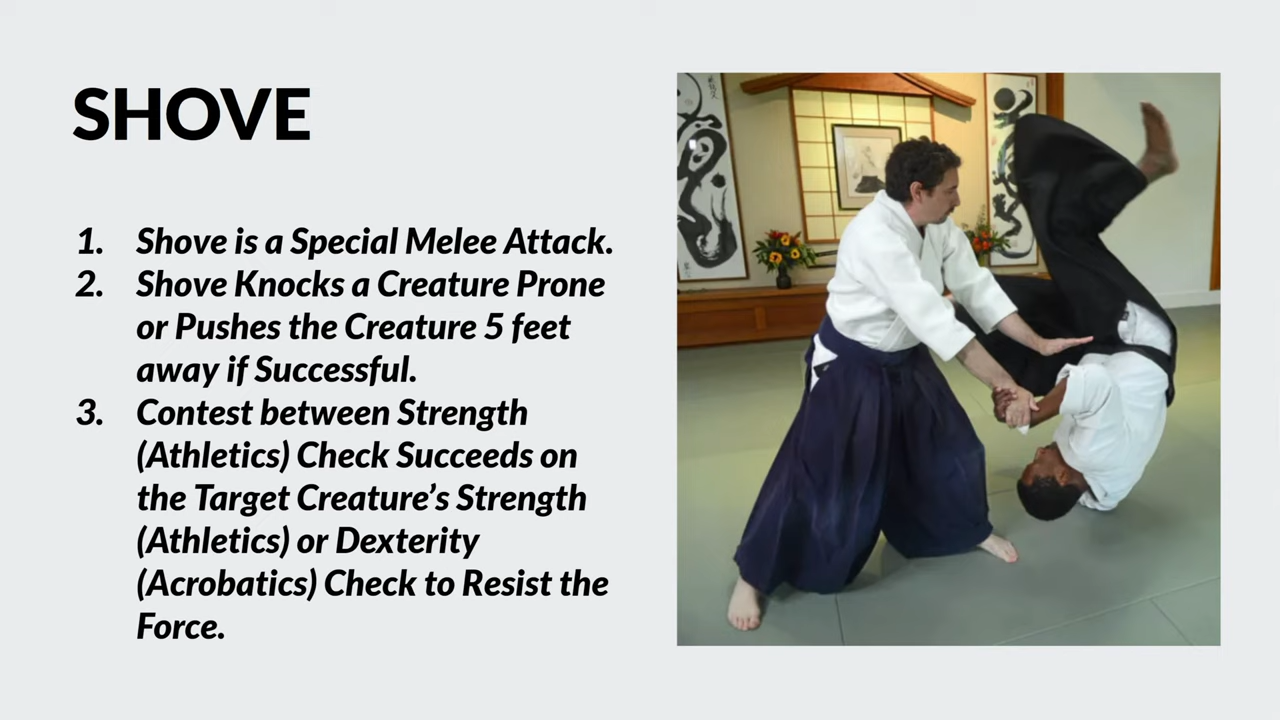 SHOVE
1. Shove is a Special Melee Attack.
2. Shove Knocks a Creature Prone
or Pushes the Creature 5 feet
away if Successful.
3. Contest between Strength
(Athletics) Check Succeeds on
the Target Creature’s Strength
(Athletics) or Dexterity
(Acrobatics) Check to Resist the
Force.